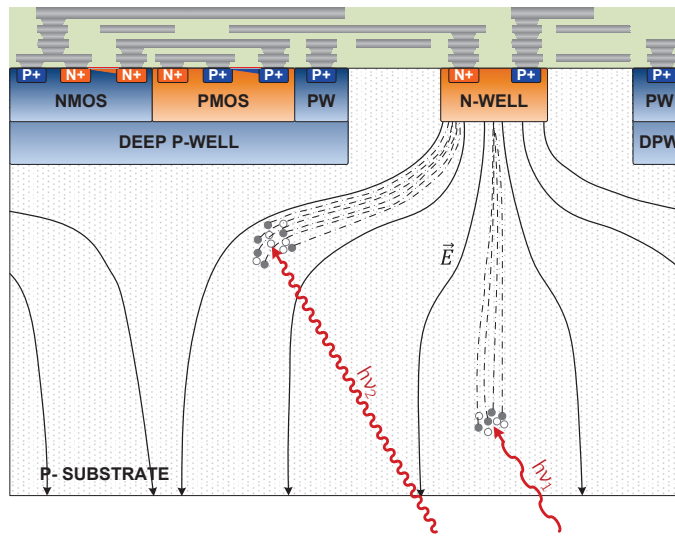 P+ N+ N+ N+ P+ P+ P+ N+ P+ P+
NMOS PMOS PW N-WELL PW
DEEP P-WELL DPW
E⃗
hν₂
hν₁
P- SUBSTRATE